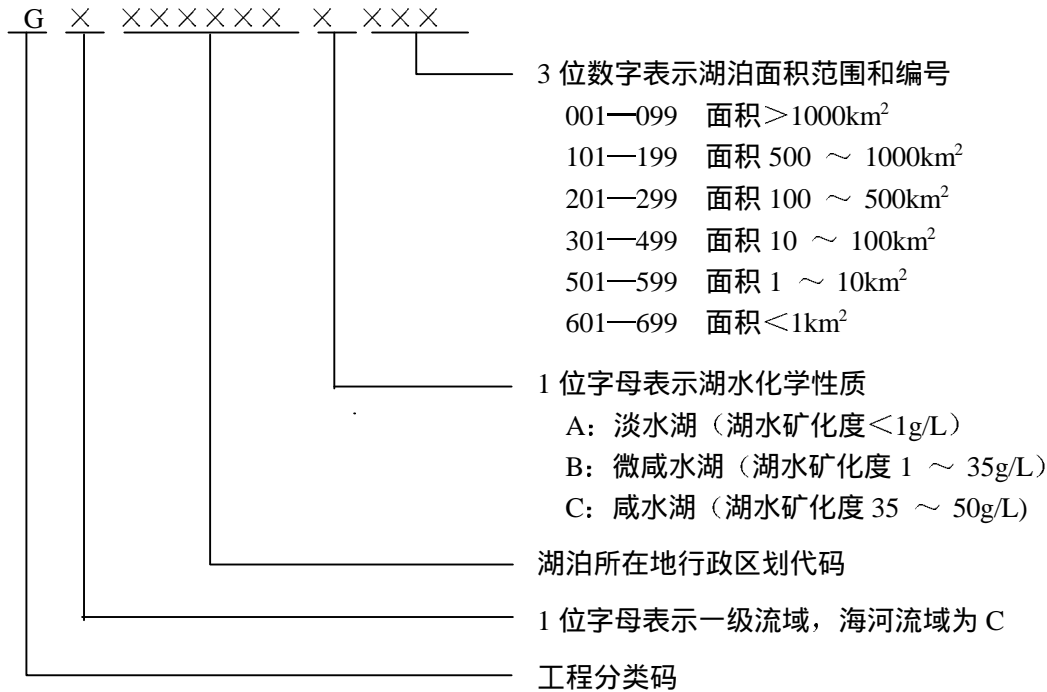 G × ×××××× × ×××
3 位数字表示湖泊面积范围和编号
001—099 面积＞1000km²
101—199 面积 500 ～ 1000km²
201—299 面积 100 ～ 500km²
301—499 面积 10 ～ 100km²
501—599 面积 1 ～ 10km²
601—699 面积＜1km²
1 位字母表示湖水化学性质
A：淡水湖（湖水矿化度＜1g/L）
B：微咸水湖（湖水矿化度 1 ～ 35g/L）
C：咸水湖（湖水矿化度 35 ～ 50g/L)
湖泊所在地行政区划代码
1 位字母表示一级流域，海河流域为 C
工程分类码